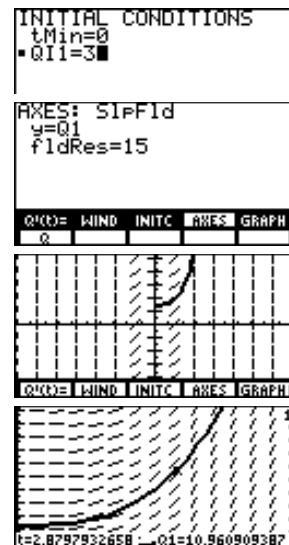 INITIAL CONDITIONS
tMin=0
QI1=3
AXES: SlpFld
y=Q1
fldRes=15
Q'(t)= WIND INITC AXES GRAPH
Q
Q'(t)= WIND INITC AXES GRAPH
1
t=2.8797932658 Q1=10.960909387